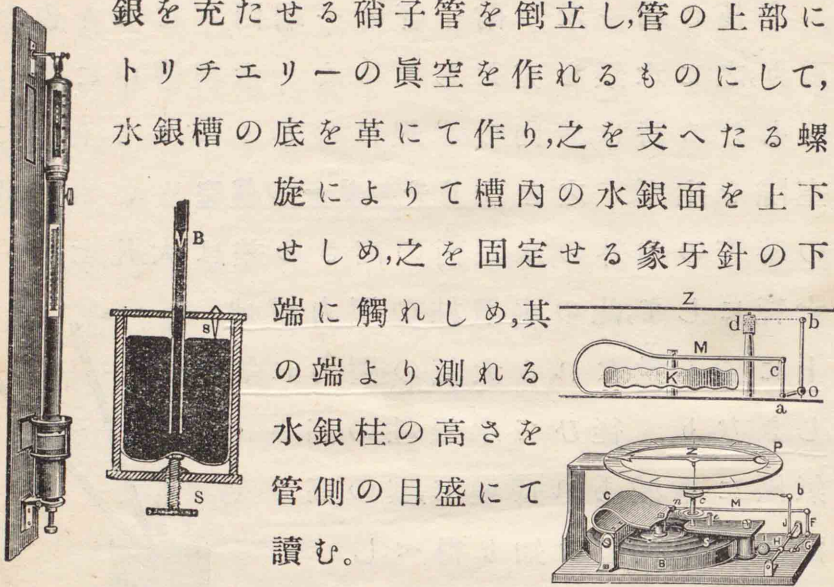 銀を充たせる硝子管を倒立し,管の上部に
トリチエリーの眞空を作れるものにして,
水銀槽の底を革にて作り,之を支へたる螺
旋によりて槽內の水銀面を上下
せしめ,之を固定せる象牙針の下
端に觸れしめ,其
の端より測れる
水銀柱の高さを
管側の目盛にて
讀む。
B
s
S
Z
d
b
M
c
K
a
O
P
Z
c
n
c
b
M
J
F
S
H
G
B